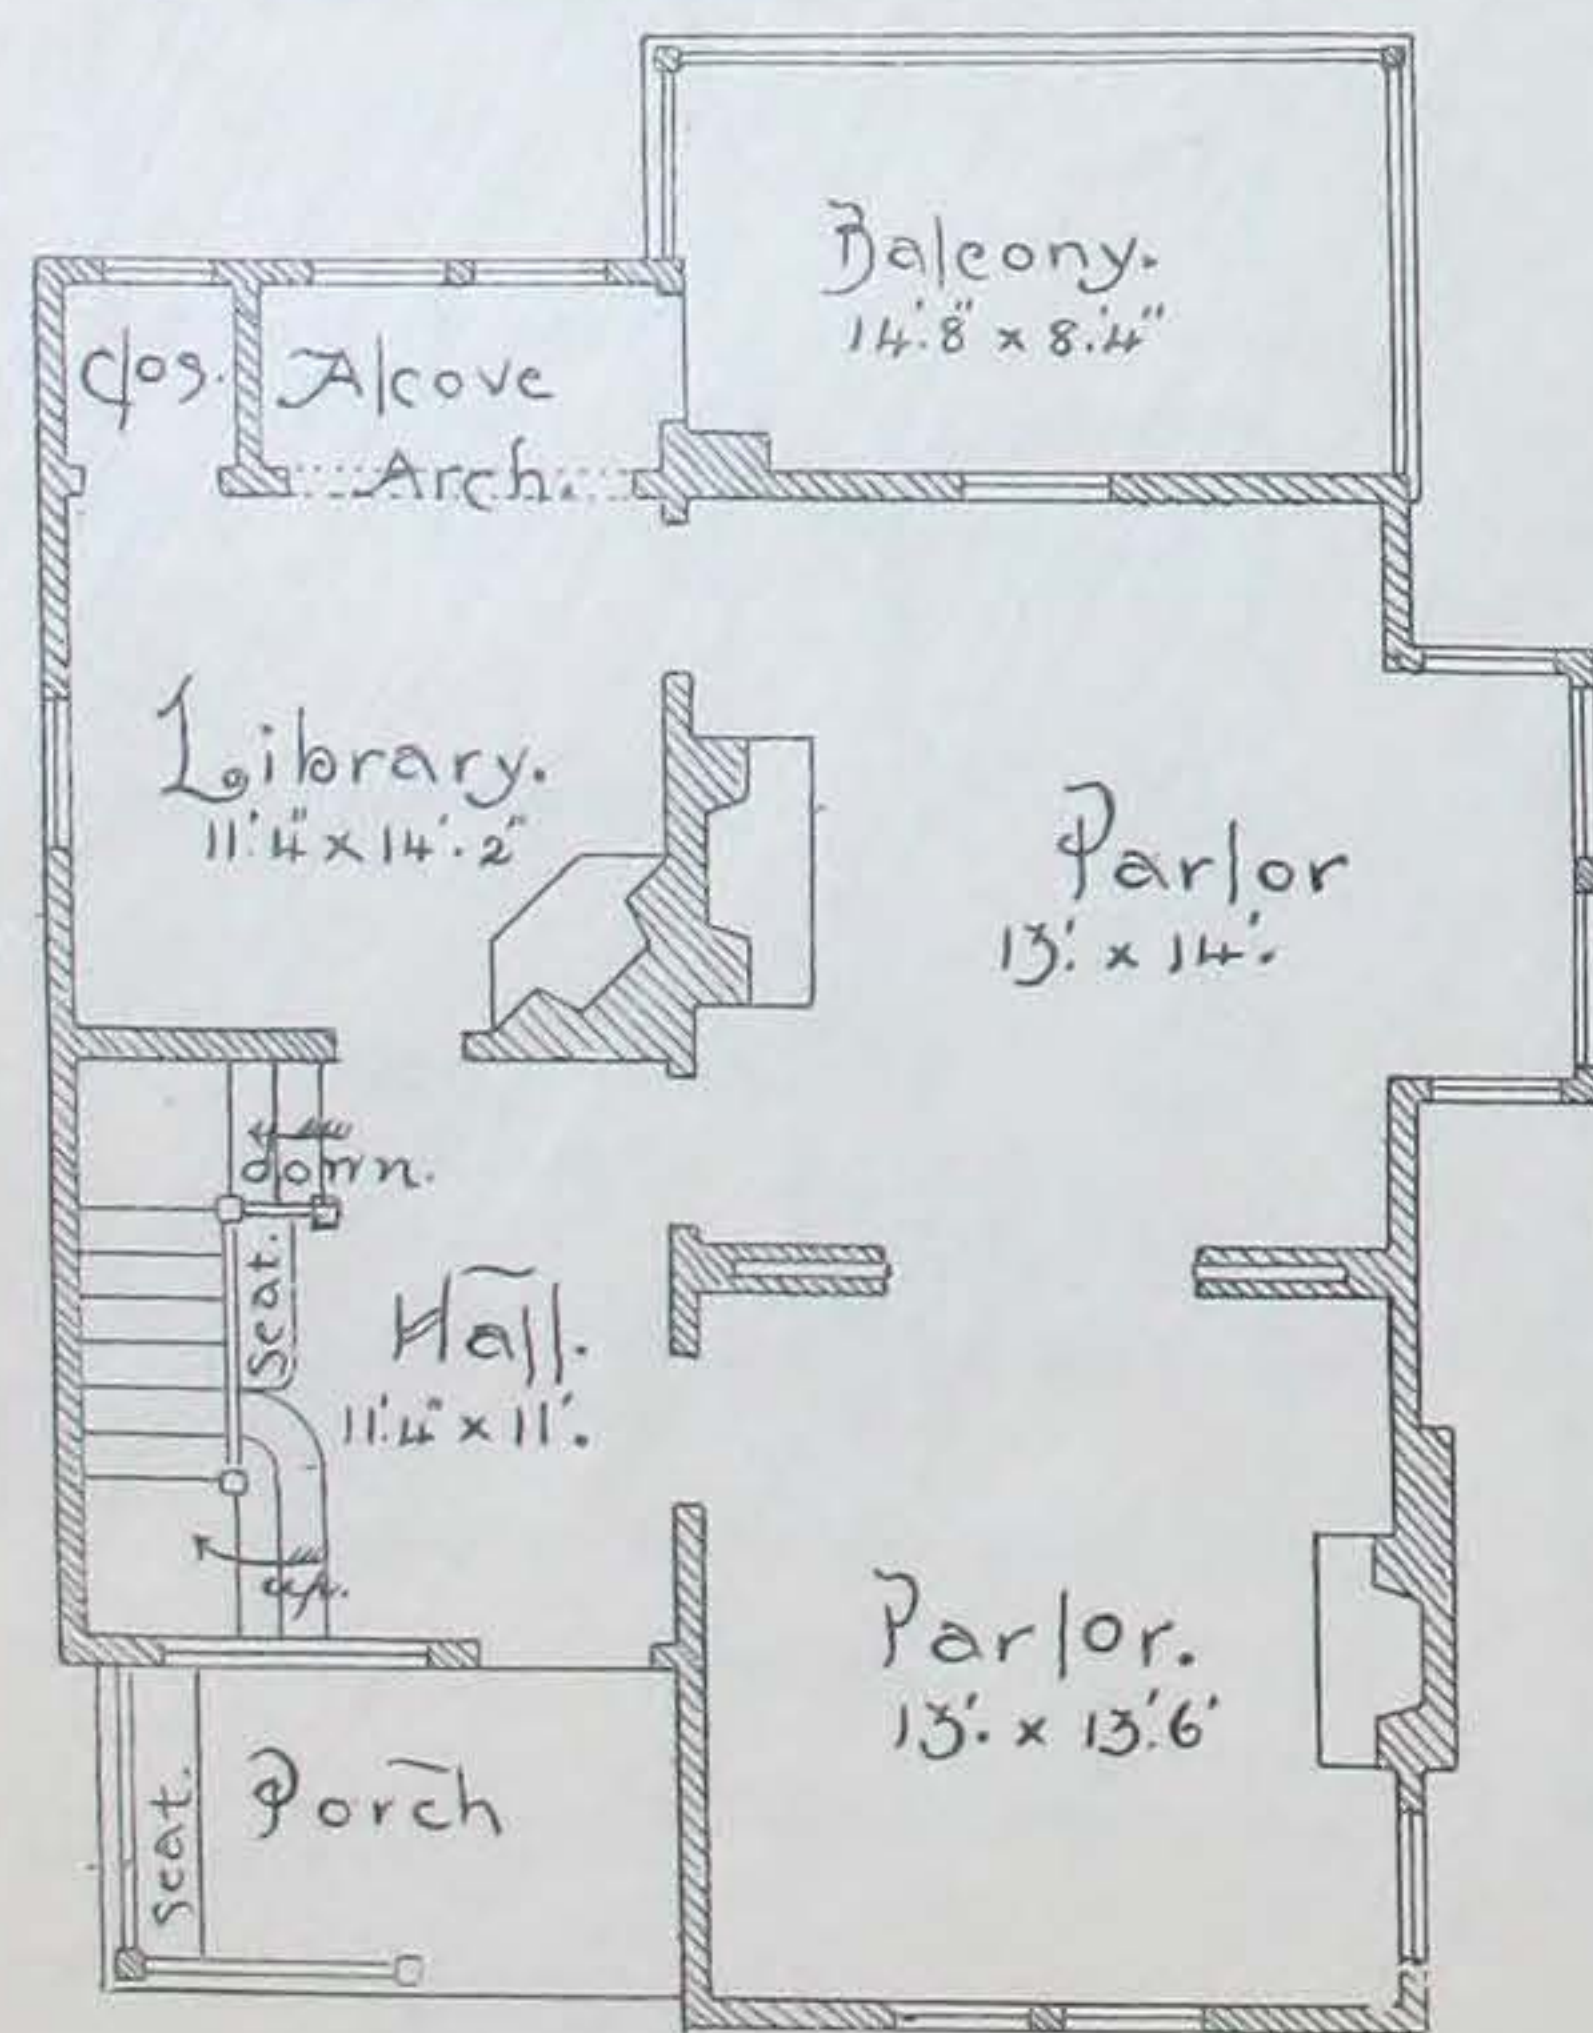 Balcony.
14'.8" x 8'.4"
Clos.
Alcove
Arch.
Library.
11'.4" x 14'.2"
Parlor
13'. x 14'.
down.
Seat.
Hall.
11'.4" x 11'.
up.
Parlor.
13'. x 13'.6'
Porch
Seat.